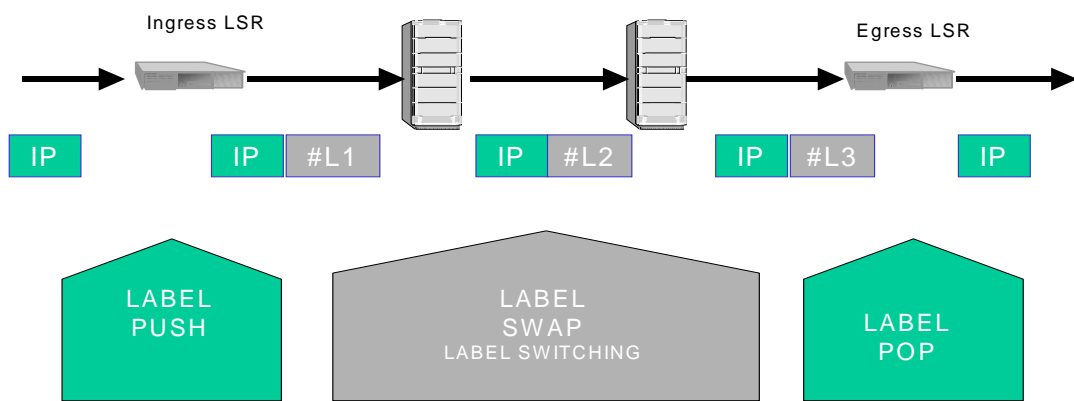 Ingress LSR
Egress LSR
IP
IP #L1
IP #L2
IP #L3
IP
LABEL
PUSH
LABEL
SWAP
LABEL SWITCHING
LABEL
POP